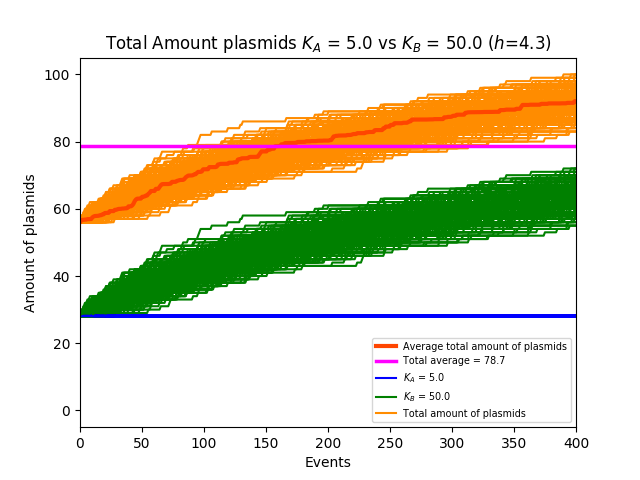 Total Amount plasmids K_A = 5.0 vs K_B = 50.0 (h=4.3)
Amount of plasmids
100
80
60
40
20
0
Average total amount of plasmids
Total average = 78.7
K_A = 5.0
K_B = 50.0
Total amount of plasmids
0 50 100 150 200 250 300 350 400
Events